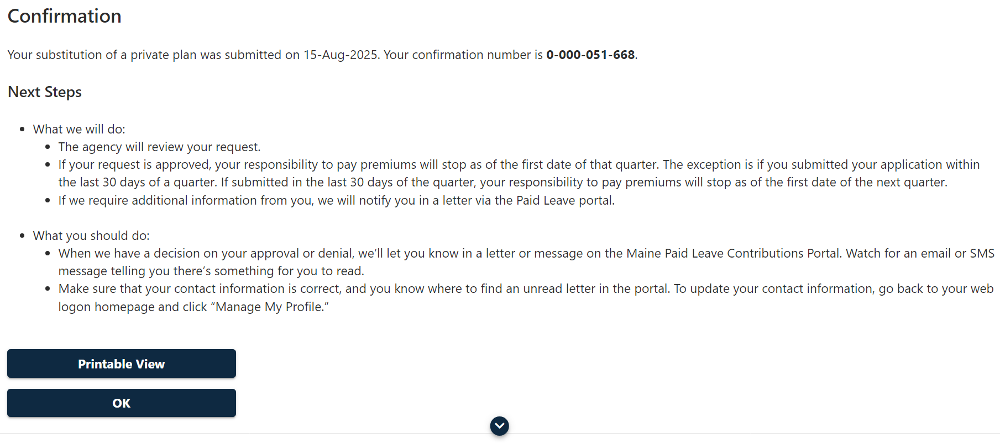 Confirmation
Your substitution of a private plan was submitted on 15-Aug-2025. Your confirmation number is 0-000-051-668.
Next Steps
• What we will do:
• The agency will review your request.
• If your request is approved, your responsibility to pay premiums will stop as of the first date of that quarter. The exception is if you submitted your application within
the last 30 days of a quarter. If submitted in the last 30 days of the quarter, your responsibility to pay premiums will stop as of the first date of the next quarter.
• If we require additional information from you, we will notify you in a letter via the Paid Leave portal.
• What you should do:
• When we have a decision on your approval or denial, we’ll let you know in a letter or message on the Maine Paid Leave Contributions Portal. Watch for an email or SMS
message telling you there’s something for you to read.
• Make sure that your contact information is correct, and you know where to find an unread letter in the portal. To update your contact information, go back to your web
logon homepage and click “Manage My Profile.”
Printable View
OK